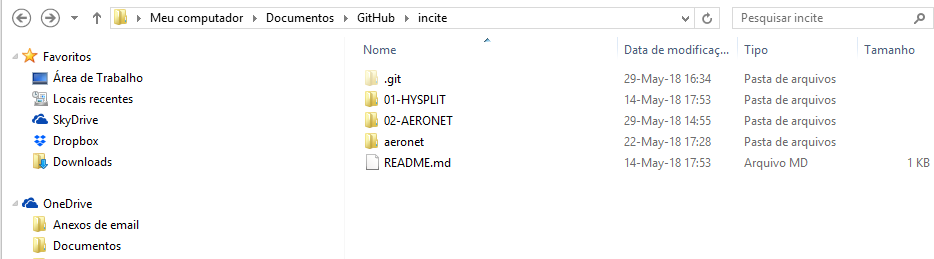 Meu computador Documentos GitHub incite Pesquisar incite
Favoritos
Área de Trabalho
Locais recentes
SkyDrive
Dropbox
Downloads
OneDrive
Anexos de email
Documentos
Nome Data de modificaç... Tipo Tamanho
.git 29-May-18 16:34 Pasta de arquivos
01-HYSPLIT 14-May-18 17:53 Pasta de arquivos
02-AERONET 29-May-18 14:55 Pasta de arquivos
aeronet 22-May-18 17:28 Pasta de arquivos
README.md 14-May-18 17:53 Arquivo MD 1 KB